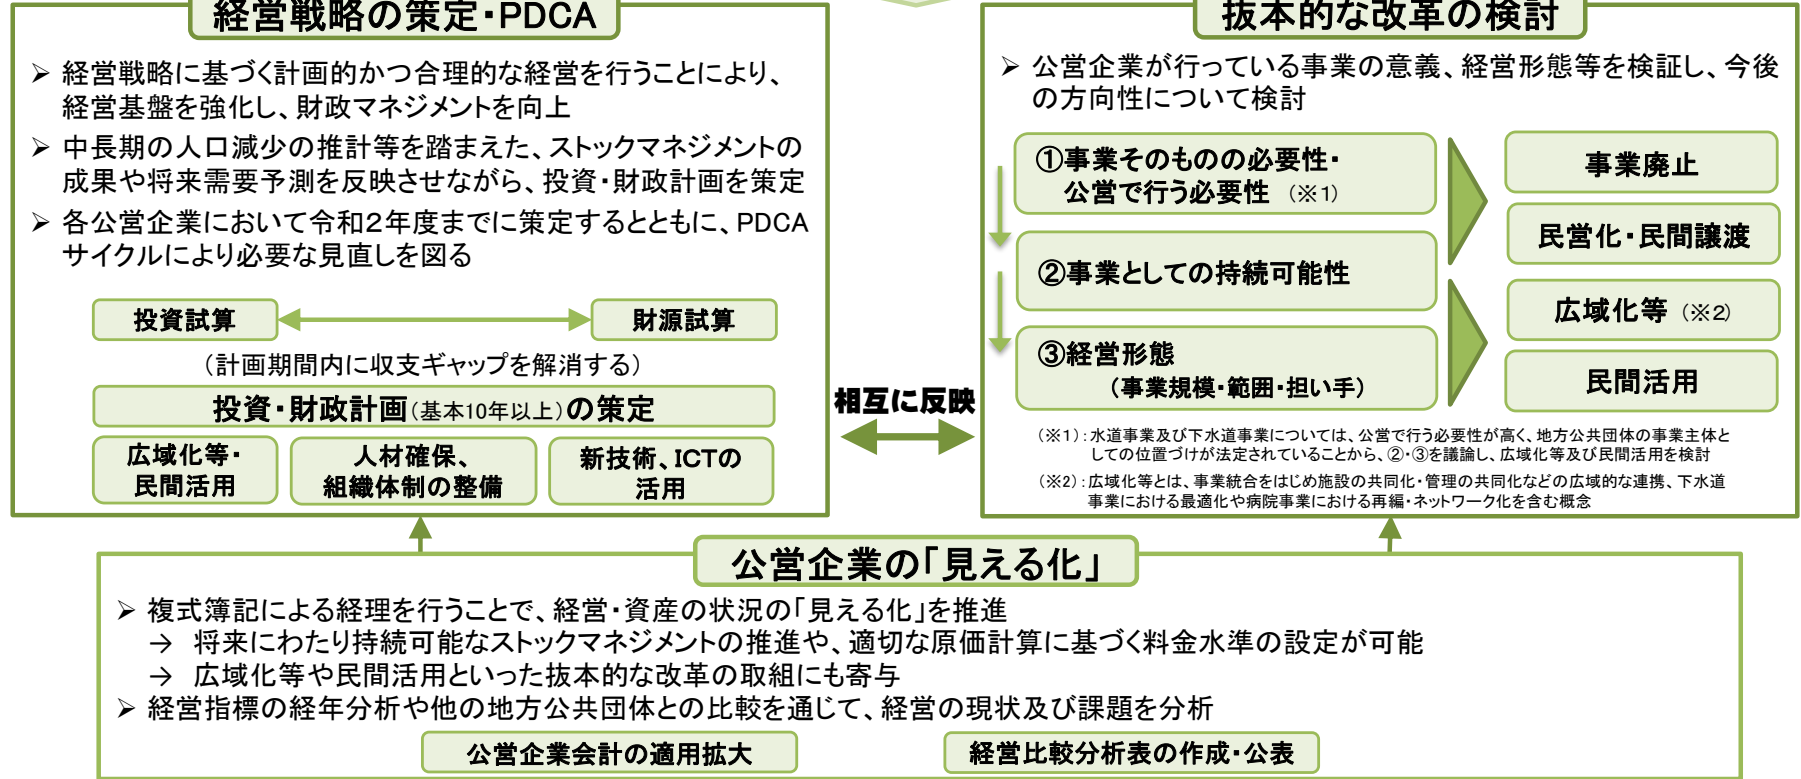 経営戦略の策定・PDCA
➢ 経営戦略に基づく計画的かつ合理的な経営を行うことにより、
経営基盤を強化し、財政マネジメントを向上
➢ 中長期の人口減少の推計等を踏まえた、ストックマネジメントの
成果や将来需要予測を反映させながら、投資・財政計画を策定
➢ 各公営企業において令和２年度までに策定するとともに、PDCA
サイクルにより必要な見直しを図る
投資試算
財源試算
（計画期間内に収支ギャップを解消する）
投資・財政計画（基本10年以上）の策定
広域化等・
民間活用
人材確保、
組織体制の整備
新技術、ICTの
活用
相互に反映
抜本的な改革の検討
➢ 公営企業が行っている事業の意義、経営形態等を検証し、今後
の方向性について検討
①事業そのものの必要性・
公営で行う必要性 （※1）
②事業としての持続可能性
③経営形態
（事業規模・範囲・担い手）
事業廃止
民営化・民間譲渡
広域化等（※2）
民間活用
（※1）：水道事業及び下水道事業については、公営で行う必要性が高く、地方公共団体の事業主体と
しての位置づけが法定されていることから、②・③を議論し、広域化等及び民間活用を検討
（※2）：広域化等とは、事業統合をはじめ施設の共同化・管理の共同化などの広域的な連携、下水道
事業における最適化や病院事業における再編・ネットワーク化を含む概念
公営企業の「見える化」
➢ 複式簿記による経理を行うことで、経営・資産の状況の「見える化」を推進
→ 将来にわたり持続可能なストックマネジメントの推進や、適切な原価計算に基づく料金水準の設定が可能
→ 広域化等や民間活用といった抜本的な改革の取組にも寄与
➢ 経営指標の経年分析や他の地方公共団体との比較を通じて、経営の現状及び課題を分析
公営企業会計の適用拡大
経営比較分析表の作成・公表